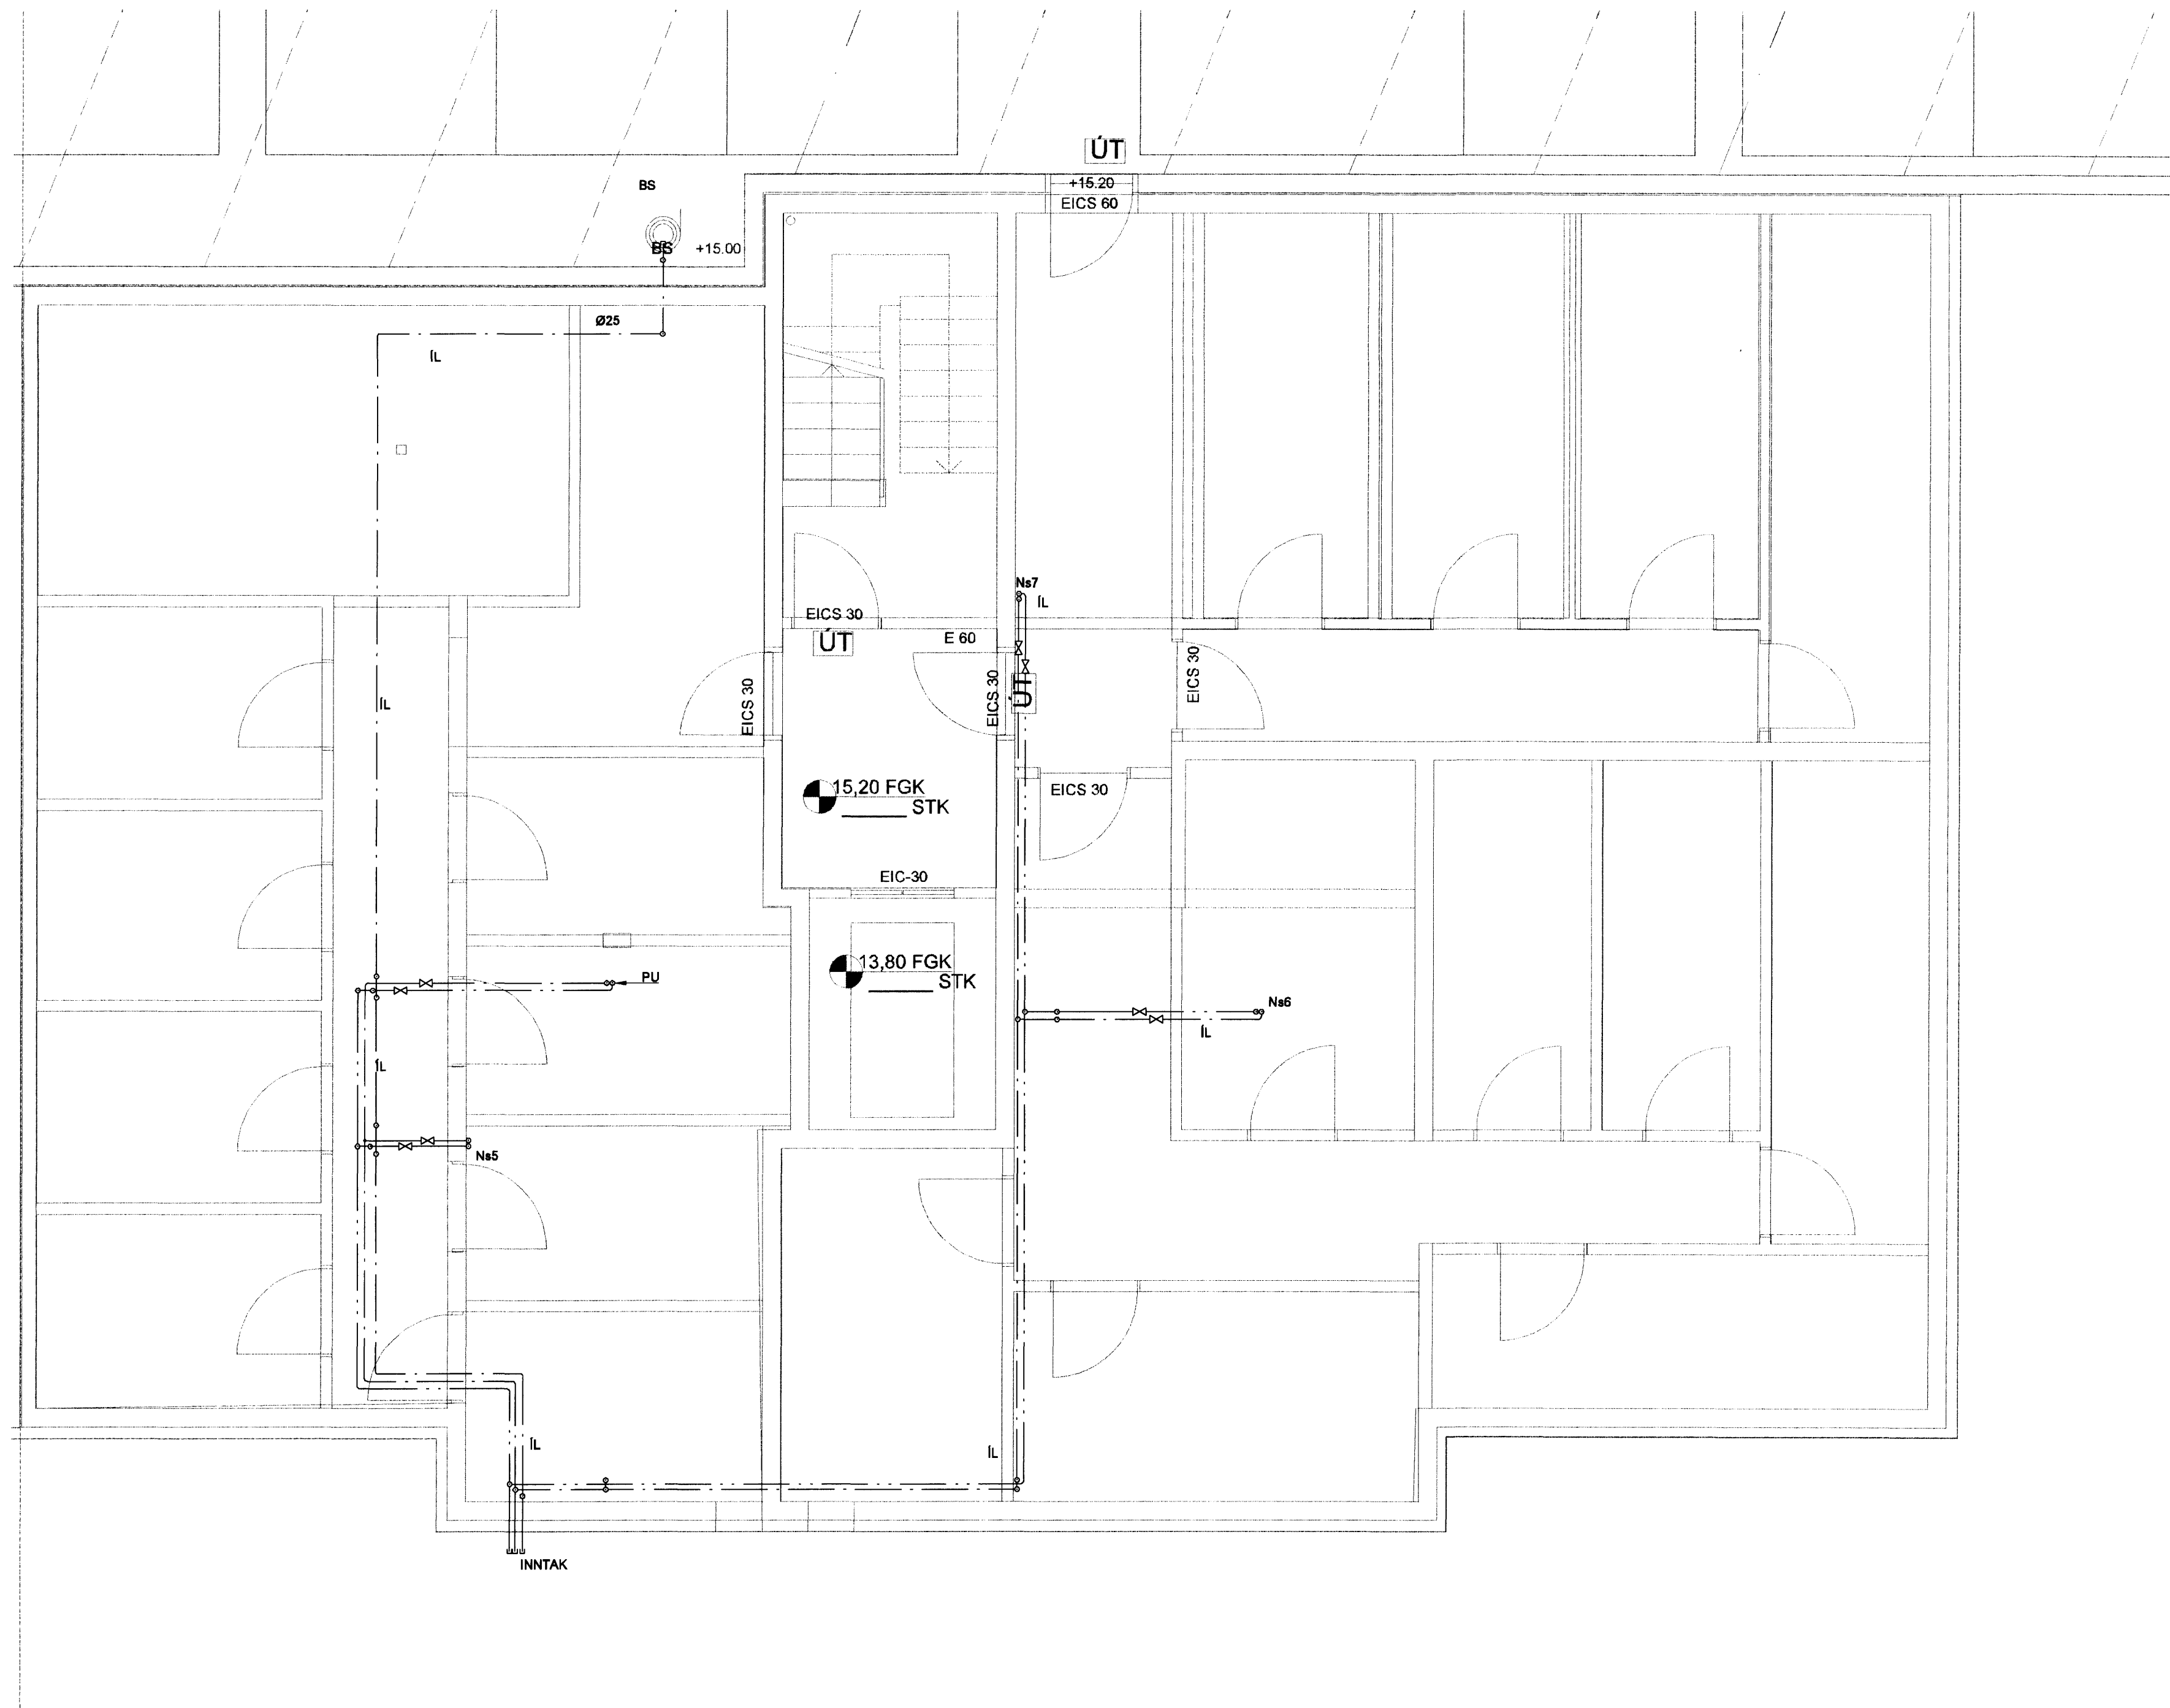 ÚT
+15.20
EICS 60
BS
BS
+15.00
Ø25
ÍL
Ns7
ÍL
EICS 30
ÚT
E 60
EICS 30
EICS 30
ÚT
EICS 30
ÍL
15,20 FGK
STK
EICS 30
EIC-30
13,80 FGK
STK
PU
Ns6
ÍL
ÍL
Ns5
ÍL
ÍL
INNTAK